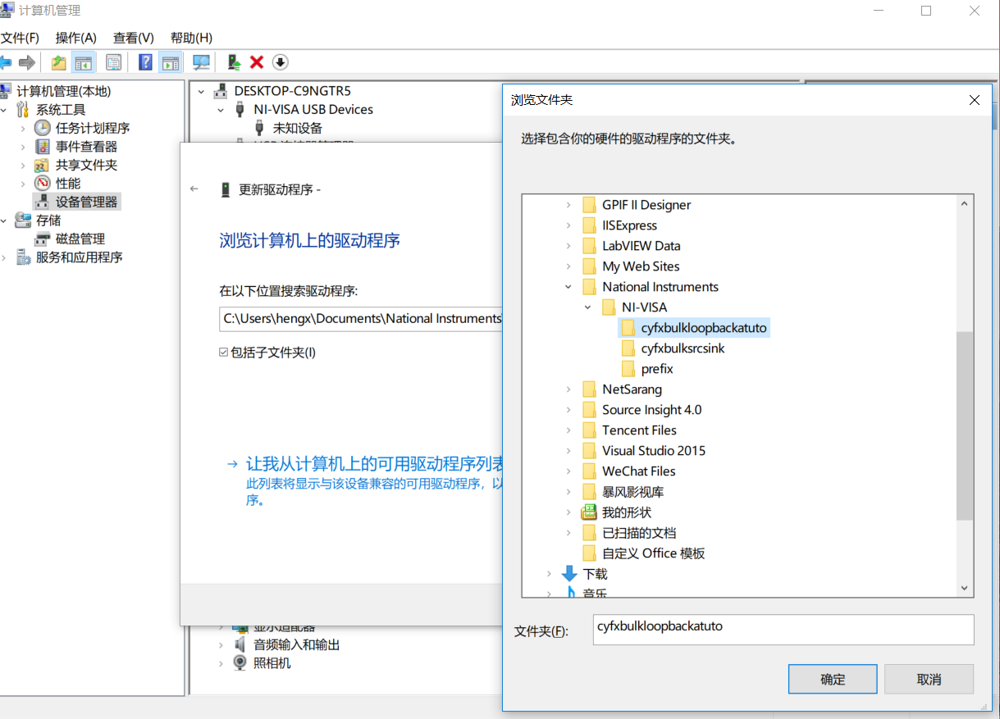 计算机管理
文件(F) 操作(A) 查看(V) 帮助(H)
计算机管理(本地)
系统工具
任务计划程序
事件查看器
共享文件夹
性能
设备管理器
存储
磁盘管理
服务和应用程序
DESKTOP-C9NGTR5
NI-VISA USB Devices
未知设备
更新驱动程序 -
浏览计算机上的驱动程序
在以下位置搜索驱动程序:
C:\Users\hengx\Documents\National Instruments
包括子文件夹(I)
让我从计算机上的可用驱动程序列表
此列表将显示与该设备兼容的可用驱动程序，以
序。
显示适配器
音频输入和输出
照相机
浏览文件夹
选择包含你的硬件的驱动程序的文件夹。
GPIF II Designer
IISExpress
LabVIEW Data
My Web Sites
National Instruments
NI-VISA
cyfxbulkloopbackatuto
cyfxbulksrcsink
prefix
NetSarang
Source Insight 4.0
Tencent Files
Visual Studio 2015
WeChat Files
暴风影视库
我的形状
已扫描的文档
自定义 Office 模板
下载
音乐
文件夹(F): cyfxbulkloopbackatuto
确定 取消